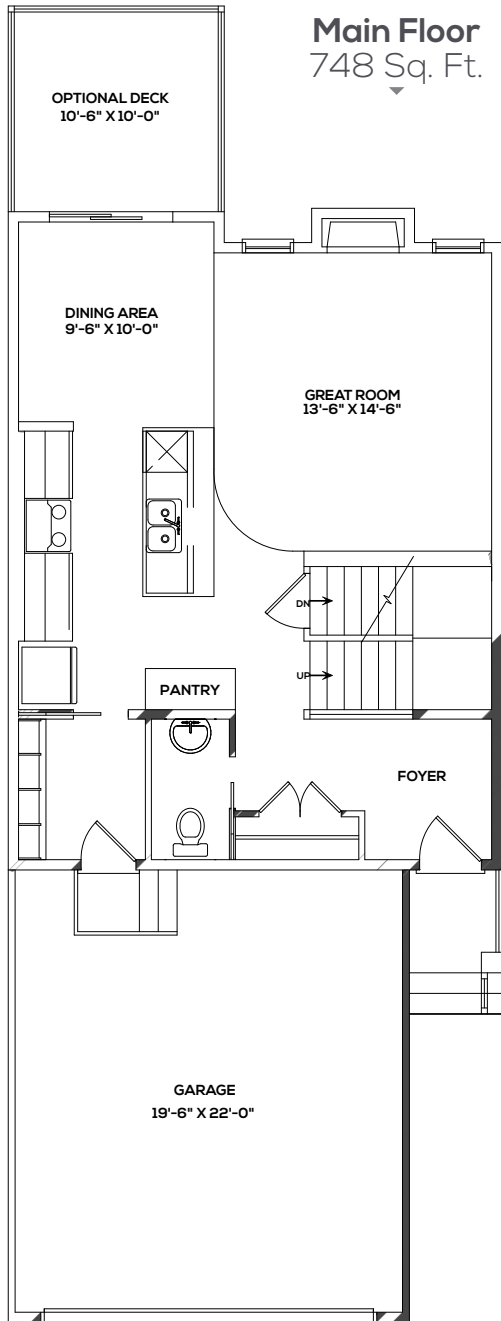 Main Floor
748 Sq. Ft.
OPTIONAL DECK
10'-6" X 10'-0"
DINING AREA
9'-6" X 10'-0"
GREAT ROOM
13'-6" X 14'-6"
DN
UP
PANTRY
FOYER
GARAGE
19'-6" X 22'-0"